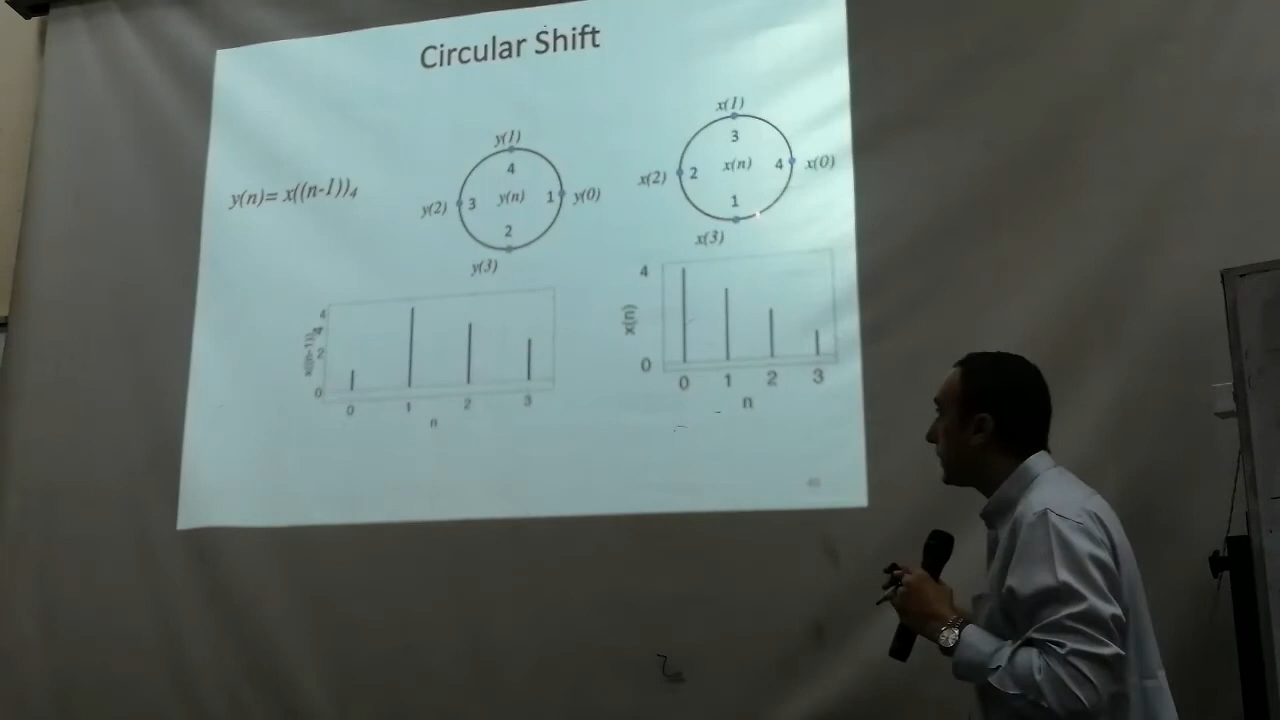 Circular Shift
y(n)= x((n-1))₄
y(1)
4
y(2) 3 y(n) 1 y(0)
2
y(3)
x(1)
3
x(2) 2 x(n) 4 x(0)
1
x(3)
4
2
0
0 1 2 3
n
4
x(n)
0
0 1 2 3
n